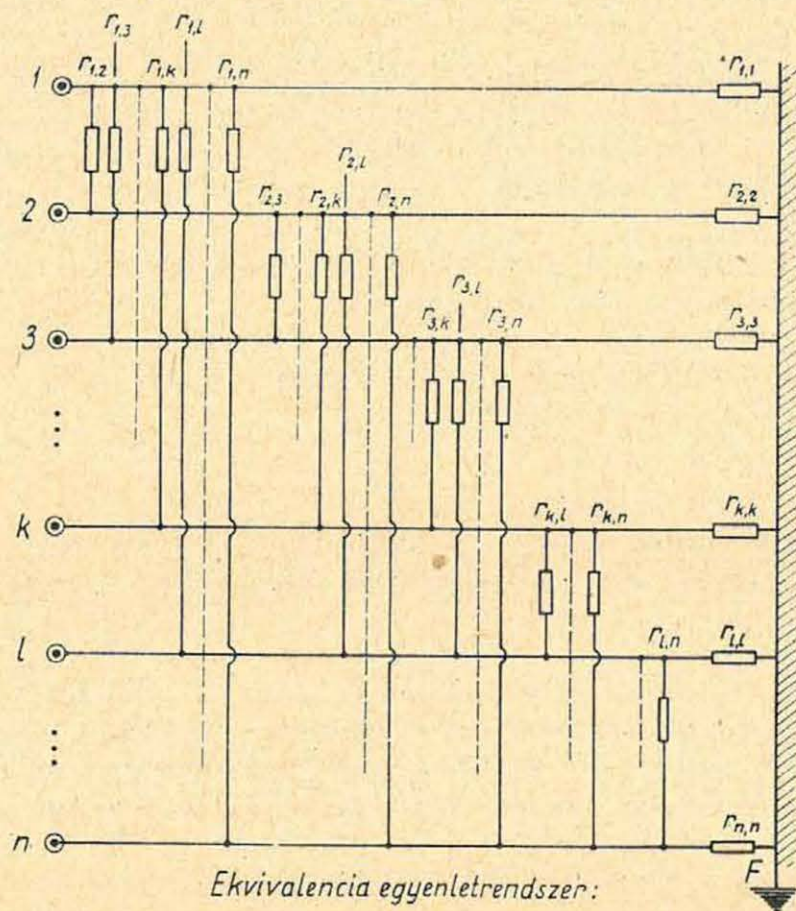 r1,3 r1,l
r1,2 r1,k r1,n r1,1
1
r2,l
2 r2,3 r2,k r2,n r2,2
r3,l
3 r3,k r3,n r3,3
⋮
k rk,l rk,n rk,k
l rl,n rl,l
⋮
n rn,n
F
Ekvivalencia egyenletrendszer: